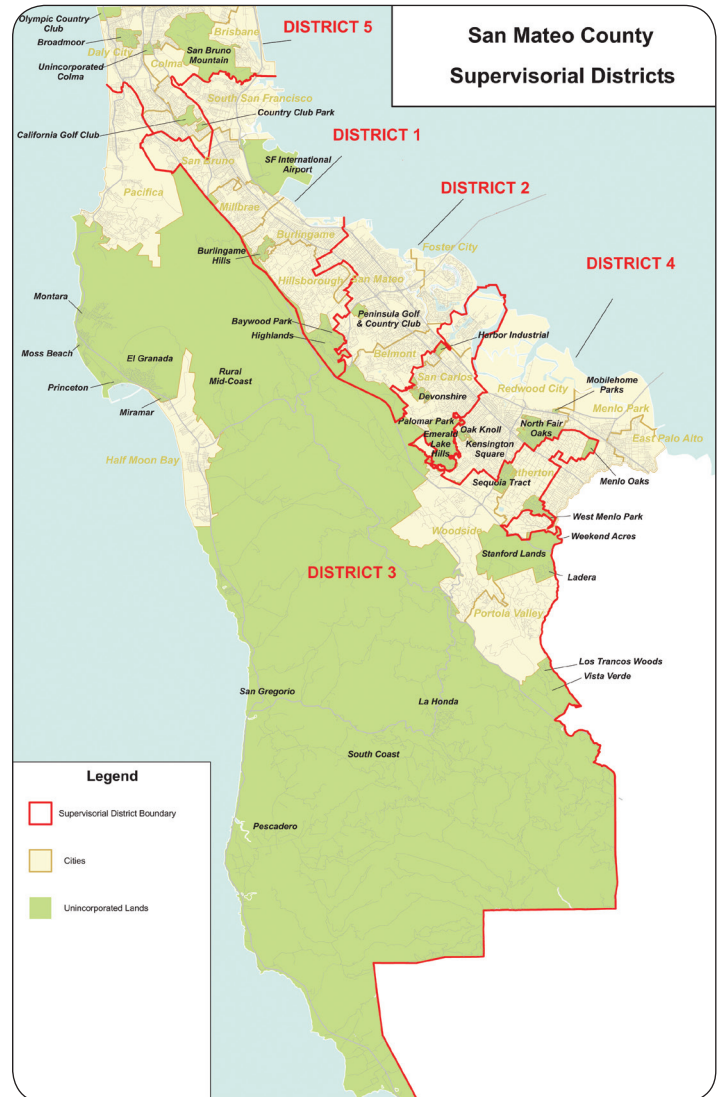 San Mateo County
Supervisorial Districts
Olympic Country
Club
Broadmoor
Daly City
Unincorporated
Colma
Colma
San Bruno
Mountain
Brisbane
DISTRICT 5
South San Francisco
Country Club Park
California Golf Club
San Bruno
SF International
Airport
DISTRICT 1
DISTRICT 2
Pacifica
Millbrae
Burlingame
Foster City
Burlingame
Hills
Hillsborough
San Mateo
DISTRICT 4
Montara
Baywood Park
Highlands
Peninsula Golf
& Country Club
Harbor Industrial
Belmont
Moss Beach
El Granada
Rural
Mid-Coast
San Carlos
Redwood City
Mobilehome
Parks
Princeton
Miramar
Devonshire
Menlo Park
Palomar Park
Oak Knoll
North Fair
Oaks
Emerald
Lake
Hills
Kensington
Square
East Palo Alto
Half Moon Bay
Sequoia Tract
Atherton
Menlo Oaks
West Menlo Park
Woodside
Weekend Acres
Stanford Lands
DISTRICT 3
Ladera
Portola Valley
Los Trancos Woods
Vista Verde
San Gregorio
La Honda
South Coast
Pescadero
Legend
Supervisorial District Boundary
Cities
Unincorporated Lands